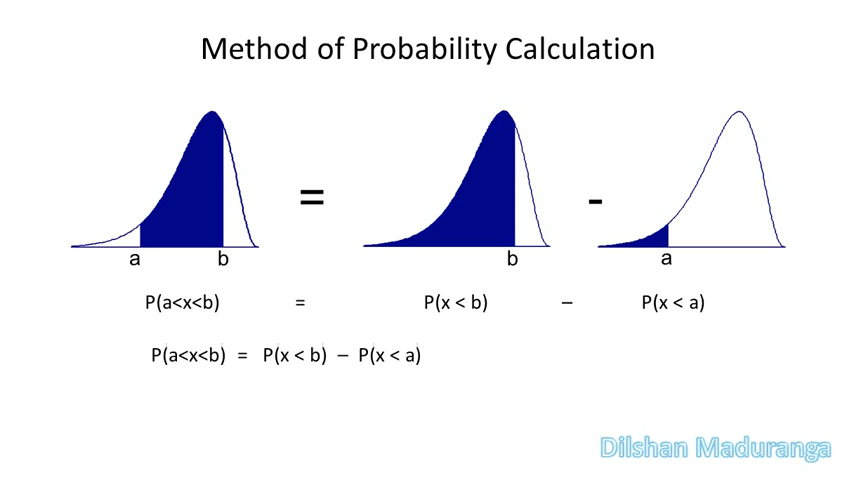 Method of Probability Calculation
=
-
a b
b
a
P(a<x<b) = P(x < b) – P(x < a)
P(a<x<b) = P(x < b) – P(x < a)
Dilshan Maduranga